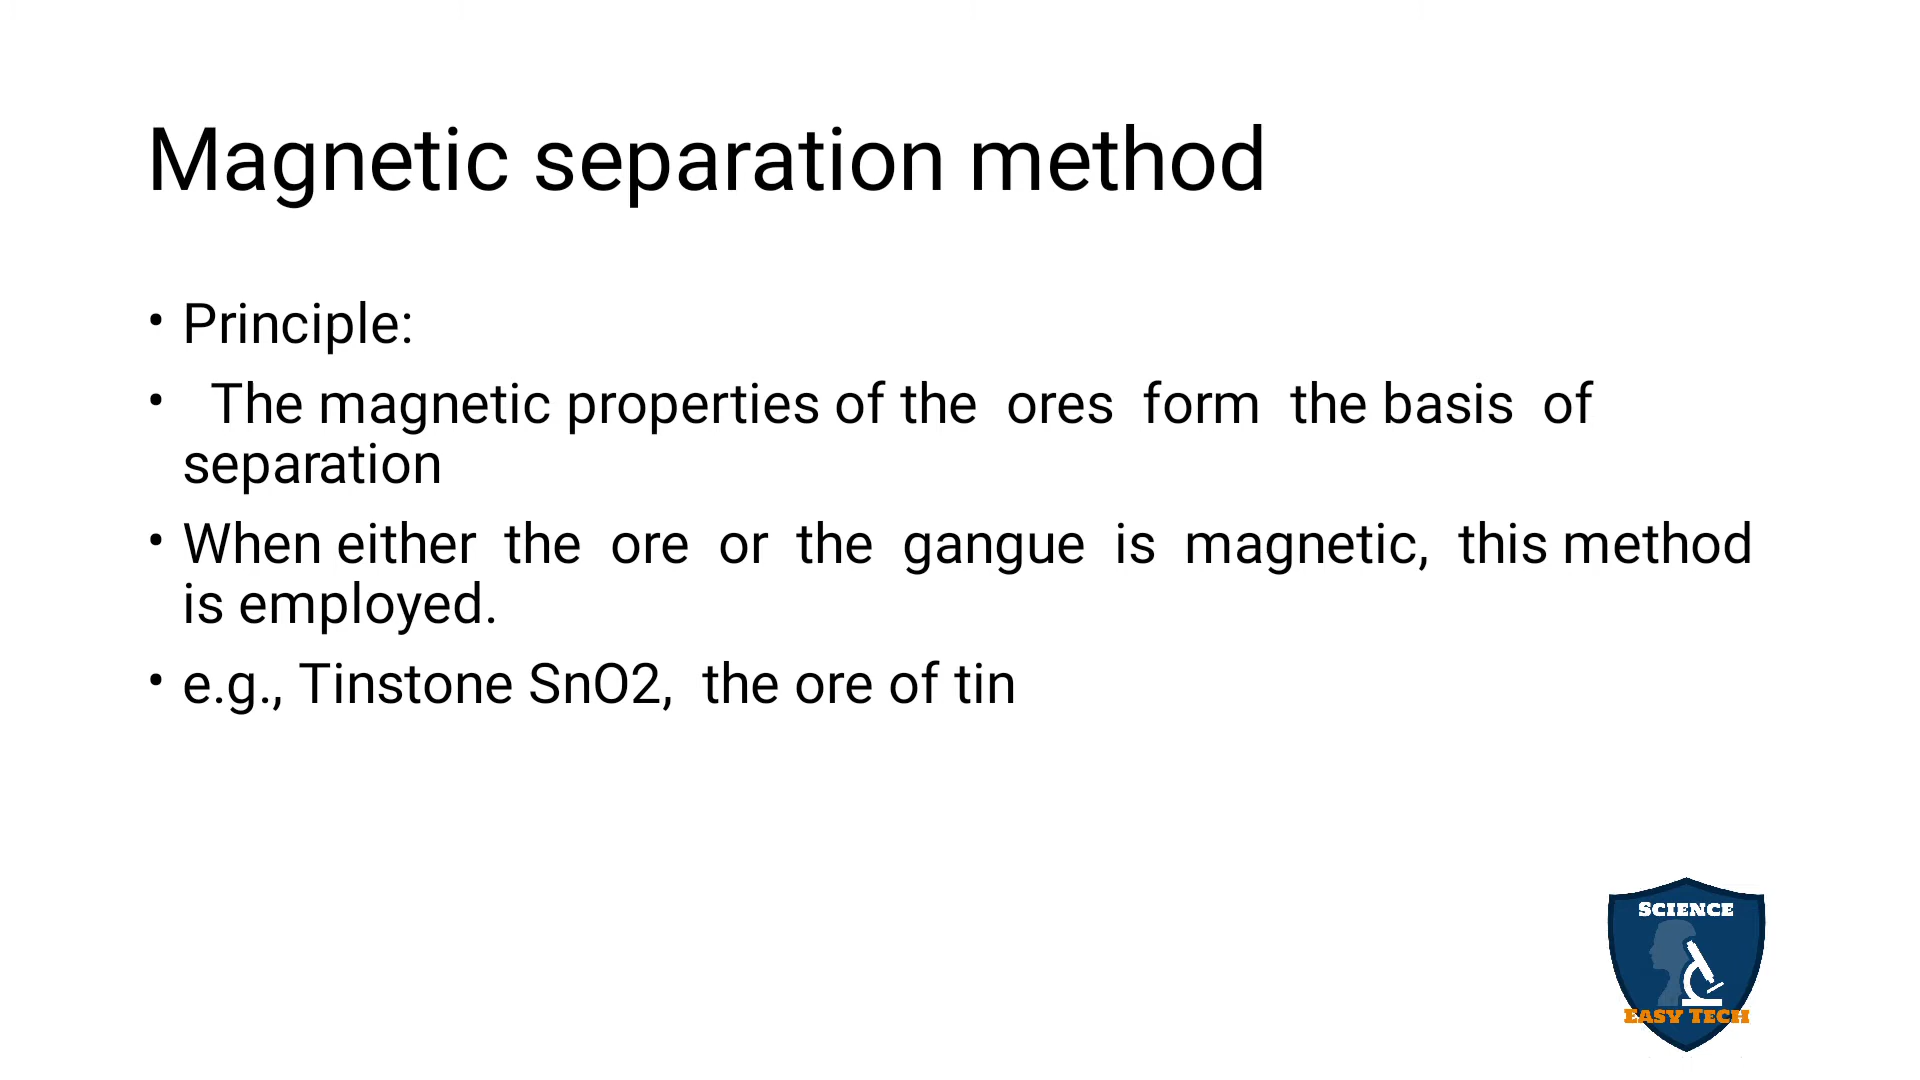 Magnetic separation method
• Principle:
• The magnetic properties of the ores form the basis of
separation
• When either the ore or the gangue is magnetic, this method
is employed.
• e.g., Tinstone SnO2, the ore of tin
SCIENCE
EASY TECH